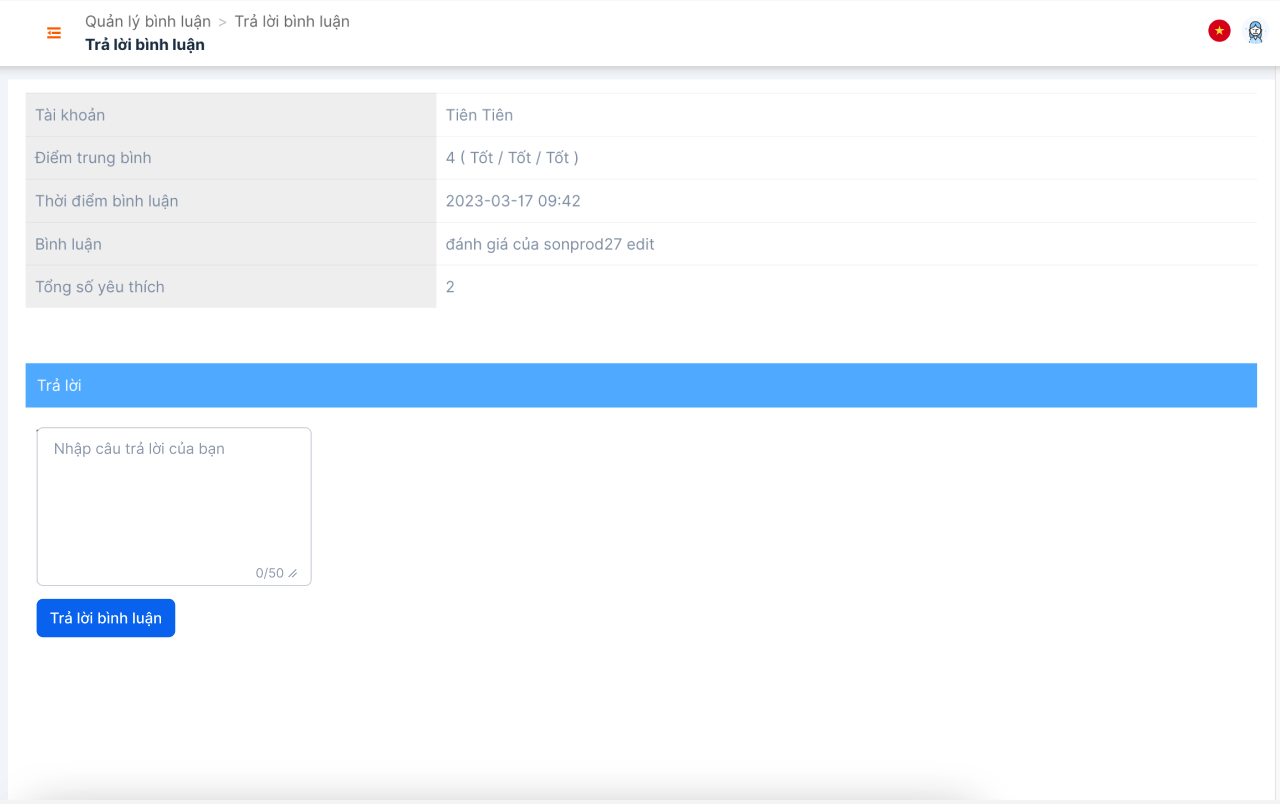 Quản lý bình luận > Trả lời bình luận
Trả lời bình luận
Tài khoản Tiên Tiên
Điểm trung bình 4 ( Tốt / Tốt / Tốt )
Thời điểm bình luận 2023-03-17 09:42
Bình luận đánh giá của sonprod27 edit
Tổng số yêu thích 2
Trả lời
Nhập câu trả lời của bạn
0/50
Trả lời bình luận